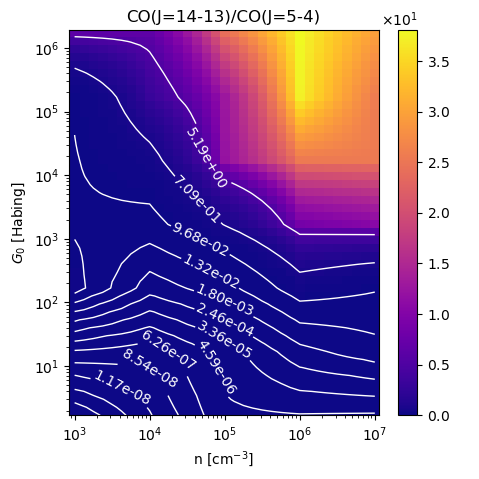 CO(J=14-13)/CO(J=5-4)
×10¹
G₀ [Habing]
10⁶
10⁵
10⁴
10³
10²
10¹
5.19e+00
7.09e-01
9.68e-02
1.32e-02
1.80e-03
2.46e-04
3.36e-05
4.59e-06
6.26e-07
8.54e-08
1.17e-08
10³ 10⁴ 10⁵ 10⁶ 10⁷
n [cm⁻³]
3.5
3.0
2.5
2.0
1.5
1.0
0.5
0.0